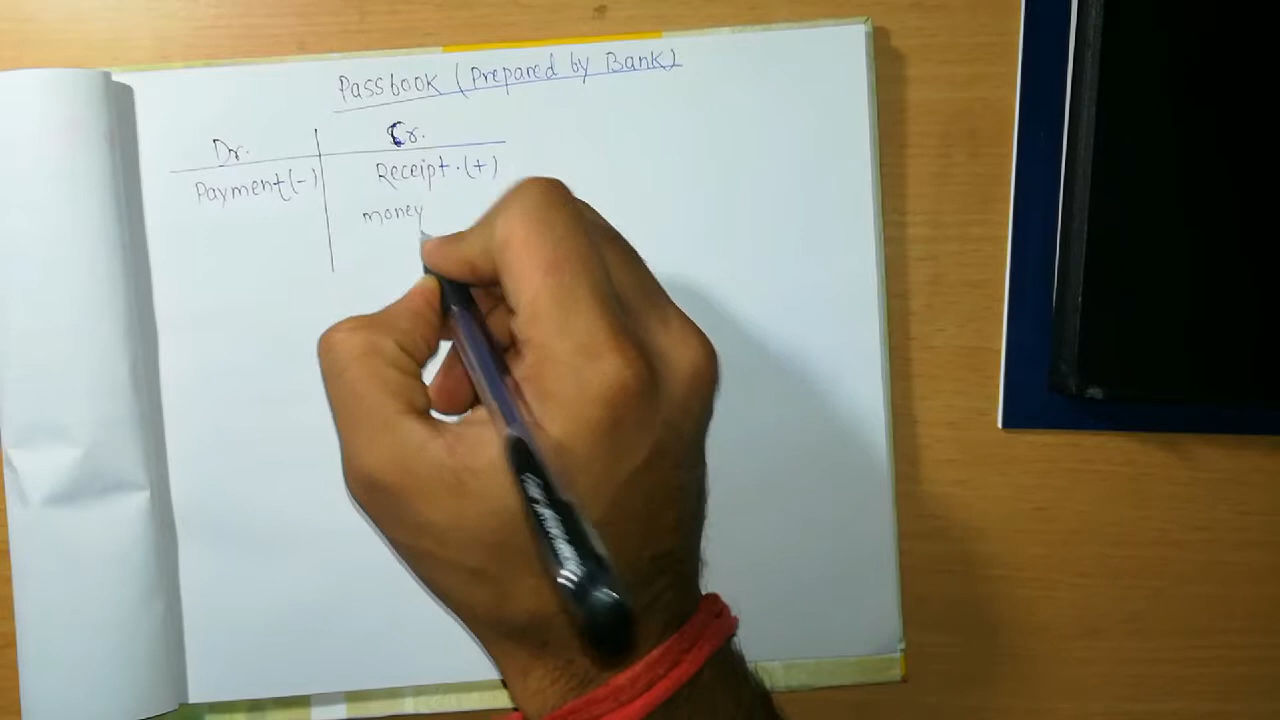 Passbook (Prepared by Bank)
Dr. Cr.
Payment(-) Receipt.(+)
money